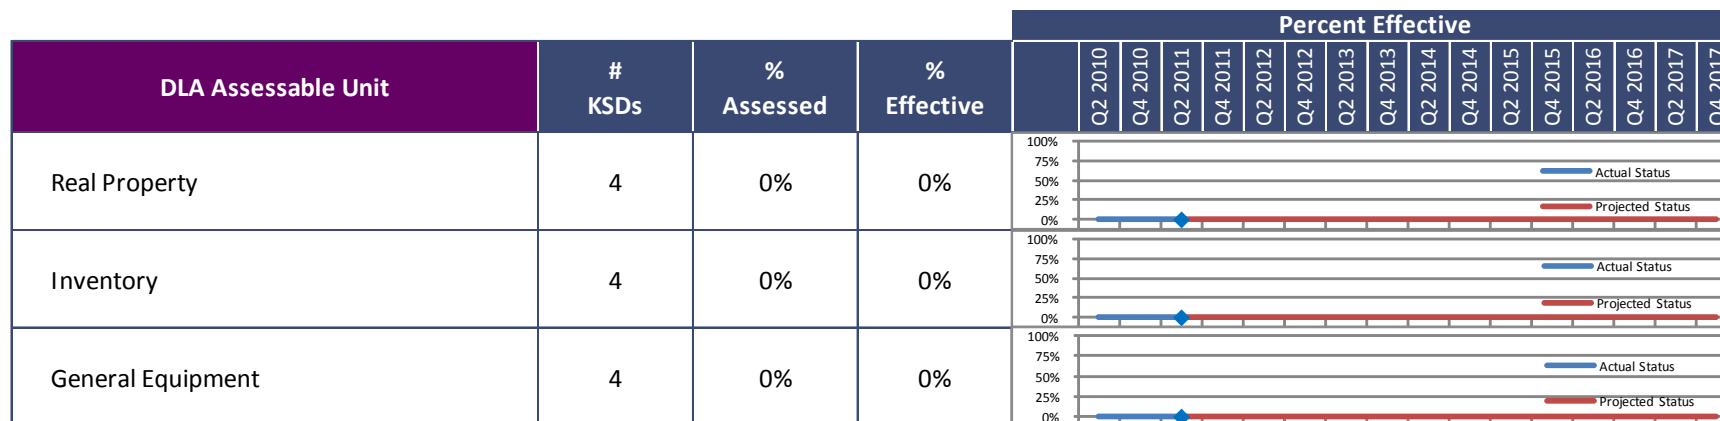 Percent Effective
DLA Assessable Unit
#
KSDs
%
Assessed
%
Effective
Q2 2010
Q4 2010
Q2 2011
Q4 2011
Q2 2012
Q4 2012
Q2 2013
Q4 2013
Q2 2014
Q4 2014
Q2 2015
Q4 2015
Q2 2016
Q4 2016
Q2 2017
Q4 2017
Real Property
4
0%
0%
100%
75%
50%
25%
0%
Actual Status
Projected Status
Inventory
4
0%
0%
100%
75%
50%
25%
0%
Actual Status
Projected Status
General Equipment
4
0%
0%
100%
75%
50%
25%
0%
Actual Status
Projected Status